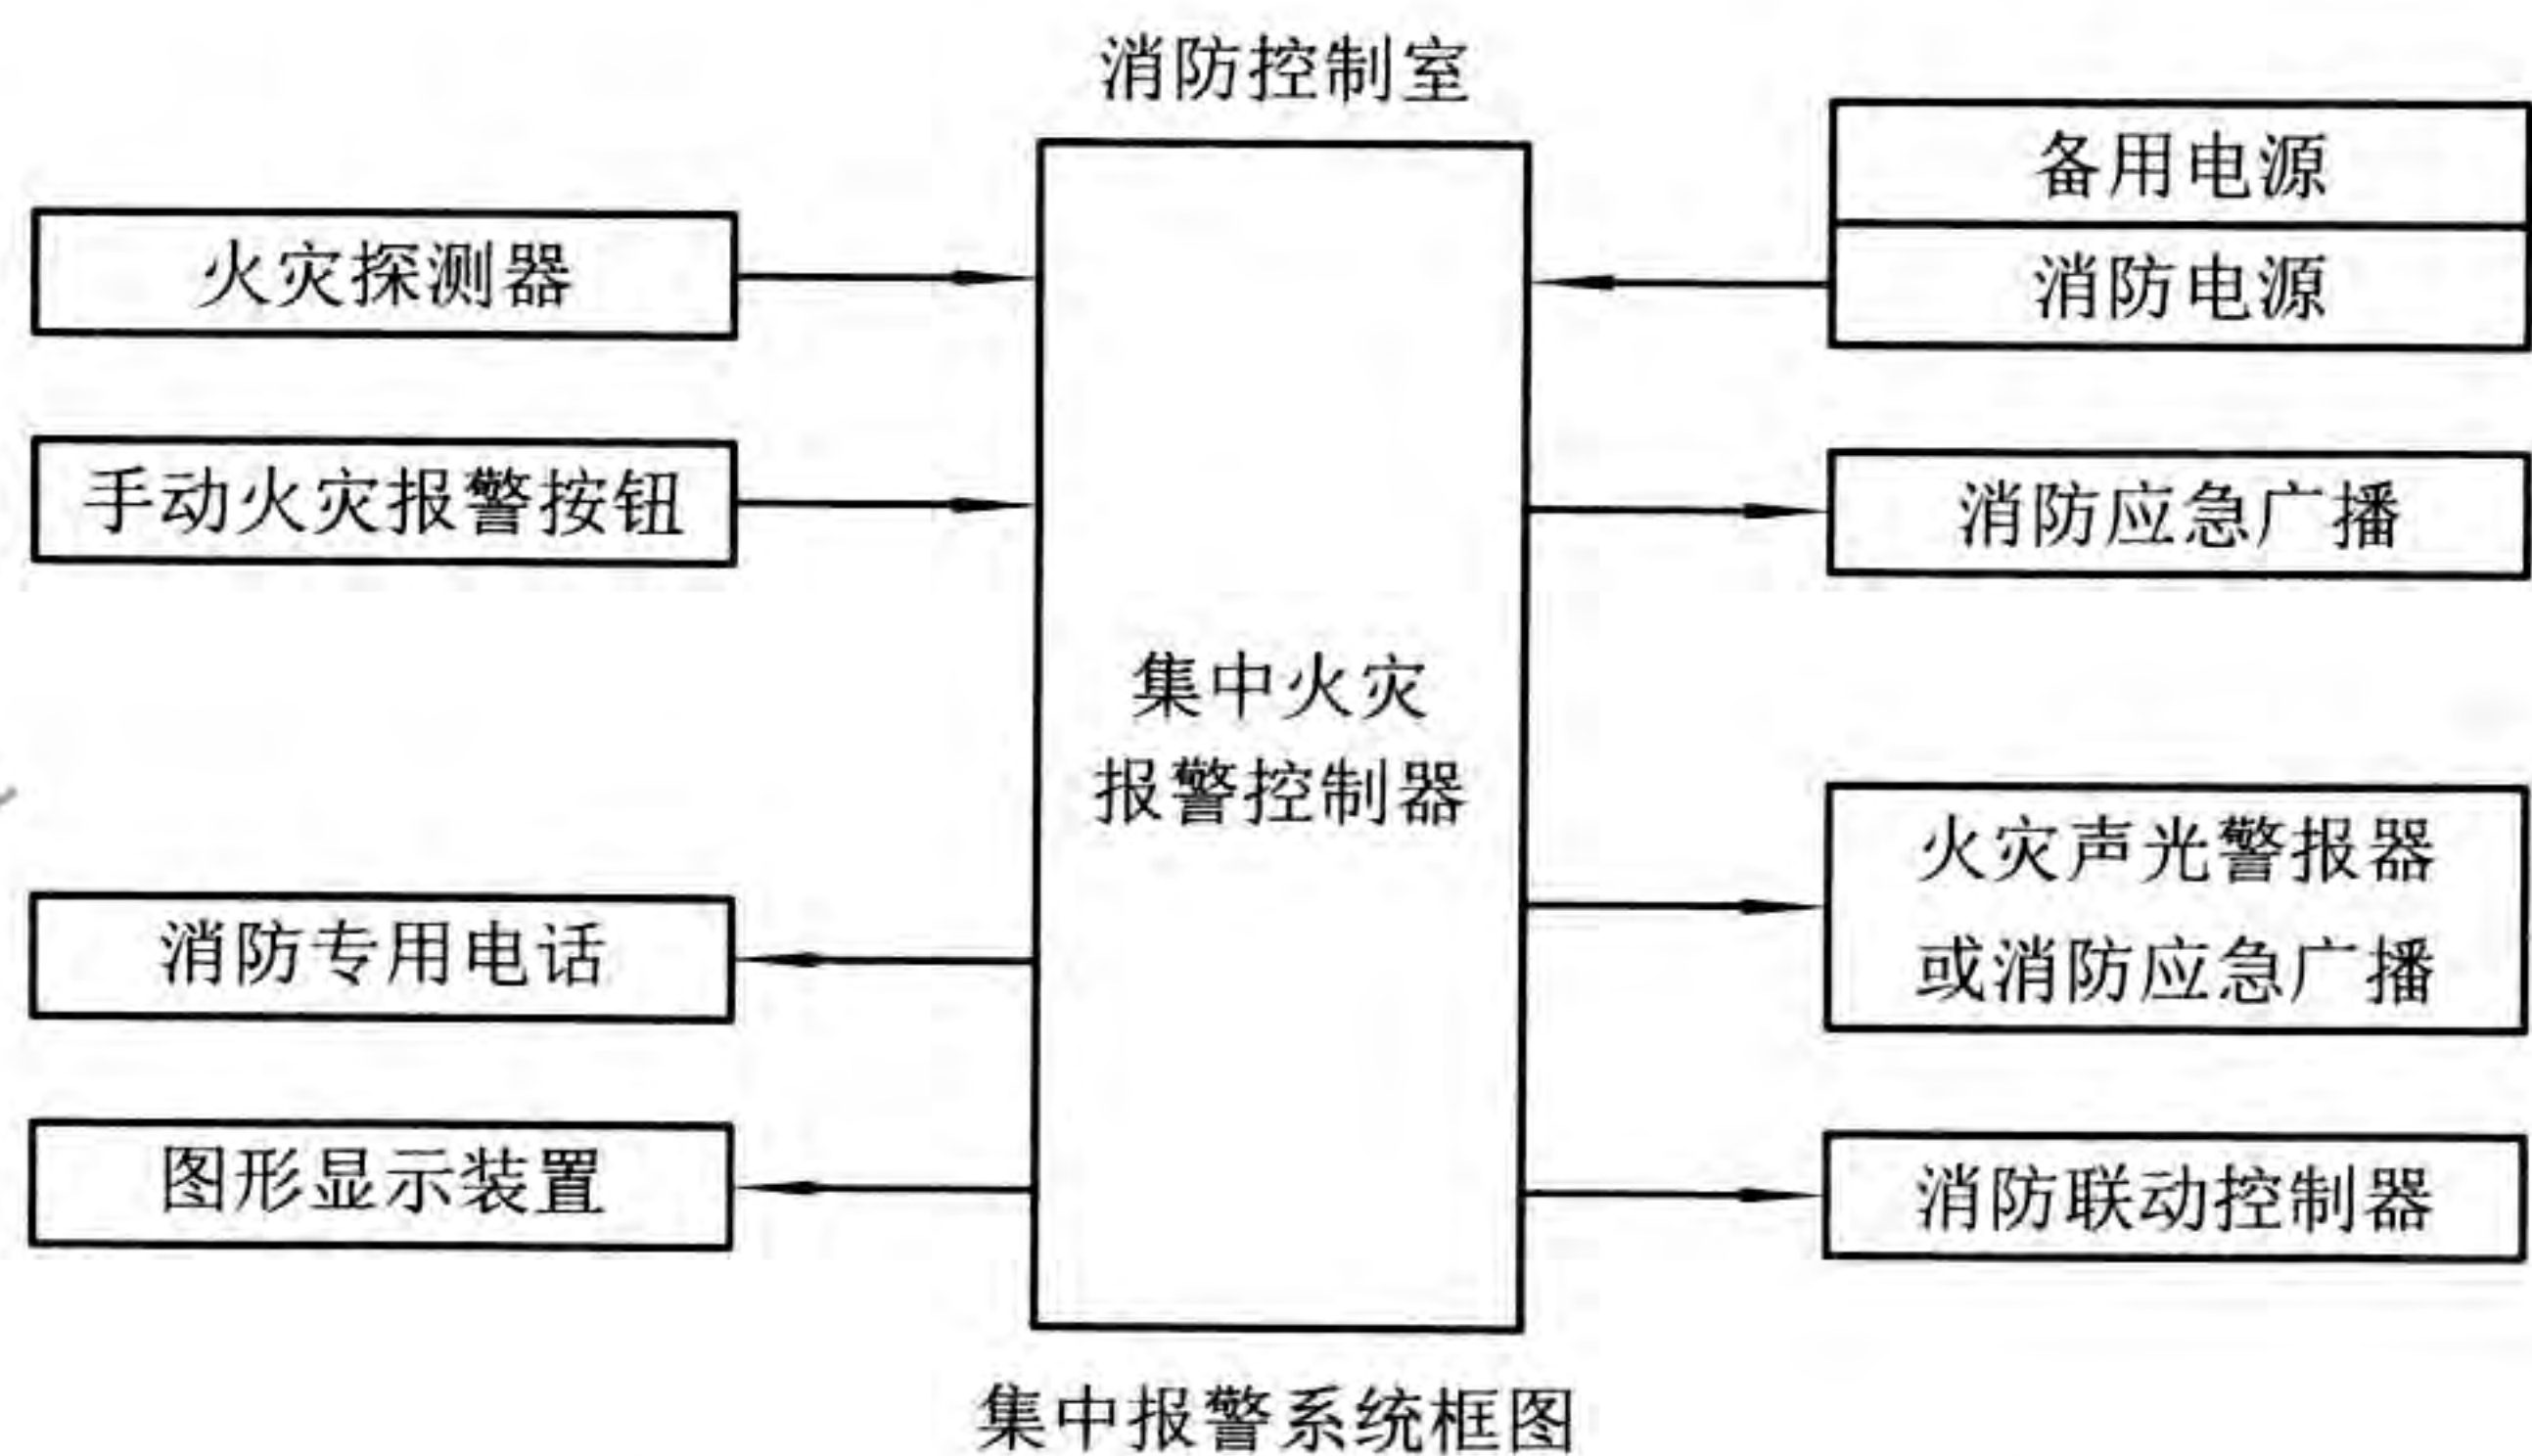 消防控制室
备用电源
火灾探测器
消防电源
手动火灾报警按钮
消防应急广播
集中火灾
报警控制器
火灾声光警报器
或消防应急广播
消防专用电话
图形显示装置
消防联动控制器
集中报警系统框图